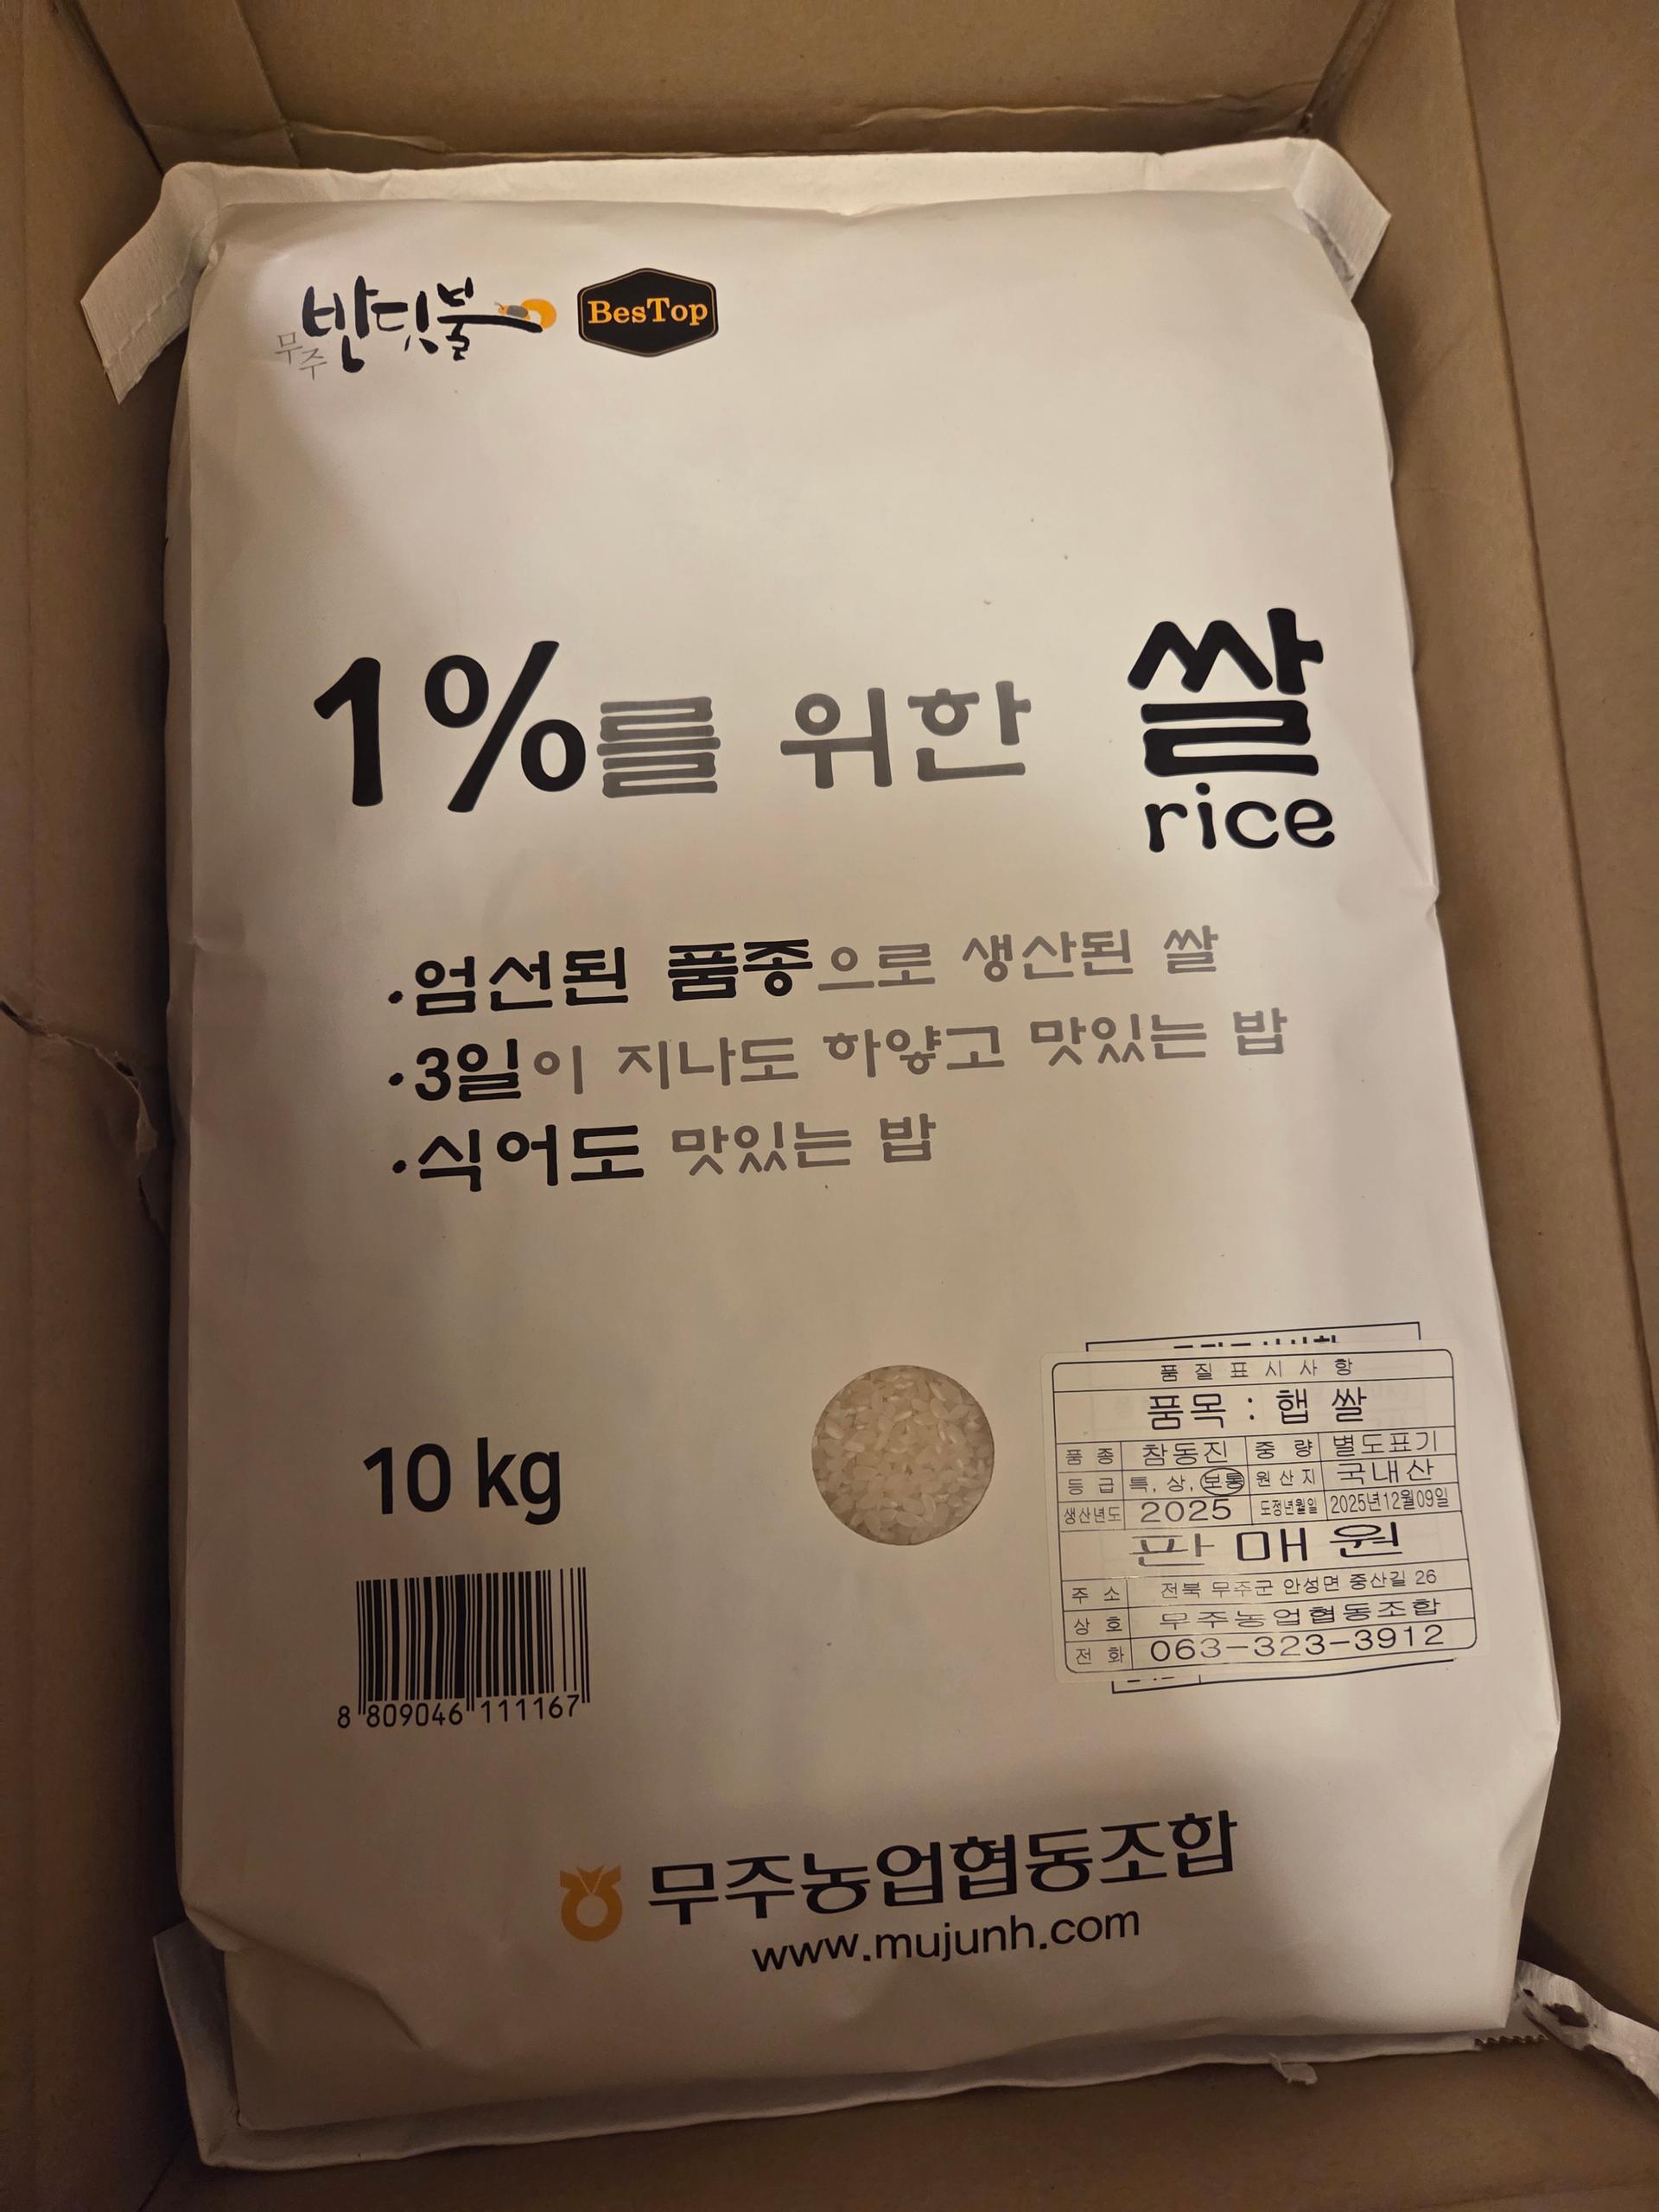 무주 반딧불
BesTop
1%를 위한 쌀
rice
·엄선된 품종으로 생산된 쌀
·3일이 지나도 하얗고 맛있는 밥
·식어도 맛있는 밥
10 kg
8 809046 111167
품 질 표 시 사 항
품목 : 햅 쌀
품 종 참동진 중 량 별도표기
등 급 특, 상, 보통 원 산 지 국내산
생산년도 2025 도정년월일 2025년12월09일
판 매 원
주 소 전북 무주군 안성면 중산길 26
상 호 무주농업협동조합
전 화 063-323-3912
무주농업협동조합
www.mujunh.com